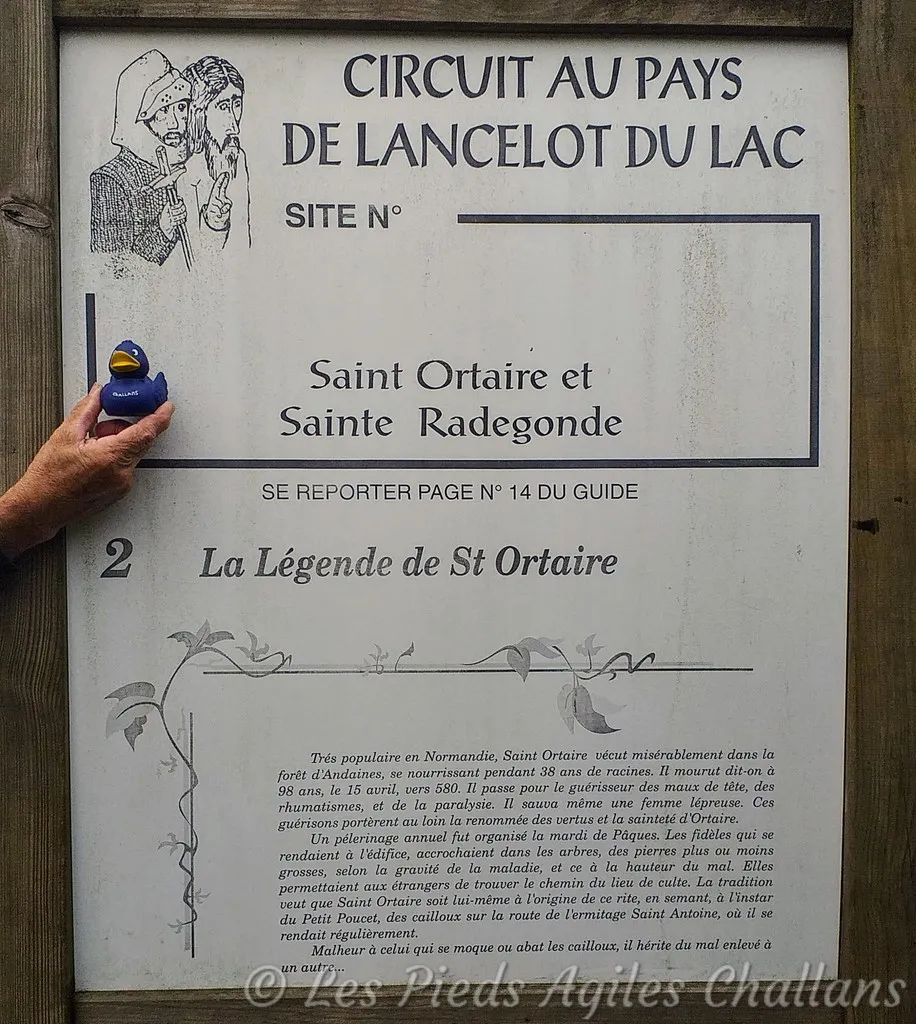 CIRCUIT AU PAYS
DE LANCELOT DU LAC
SITE N°
CHALLANS
Saint Ortaire et
Sainte Radegonde
SE REPORTER PAGE N° 14 DU GUIDE
2 La Légende de St Ortaire
Trés populaire en Normandie, Saint Ortaire vécut misérablement dans la
forêt d'Andaines, se nourrissant pendant 38 ans de racines. Il mourut dit-on à
98 ans, le 15 avril, vers 580. Il passe pour le guérisseur des maux de tête, des
rhumatismes, et de la paralysie. Il sauva même une femme lépreuse. Ces
guérisons portèrent au loin la renommée des vertus et la sainteté d'Ortaire.
Un pélerinage annuel fut organisé la mardi de Pâques. Les fidèles qui se
rendaient à l'édifice, accrochaient dans les arbres, des pierres plus ou moins
grosses, selon la gravité de la maladie, et ce à la hauteur du mal. Elles
permettaient aux étrangers de trouver le chemin du lieu de culte. La tradition
veut que Saint Ortaire soit lui-même à l'origine de ce rite, en semant, à l'instar
du Petit Poucet, des cailloux sur la route de l'ermitage Saint Antoine, où il se
rendait régulièrement.
Malheur à celui qui se moque ou abat les cailloux, il hérite du mal enlevé à
un autre...
© Les Pieds Agiles Challans